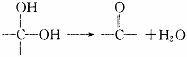 OH O
—C—OH ⟶ —C— +H₂O